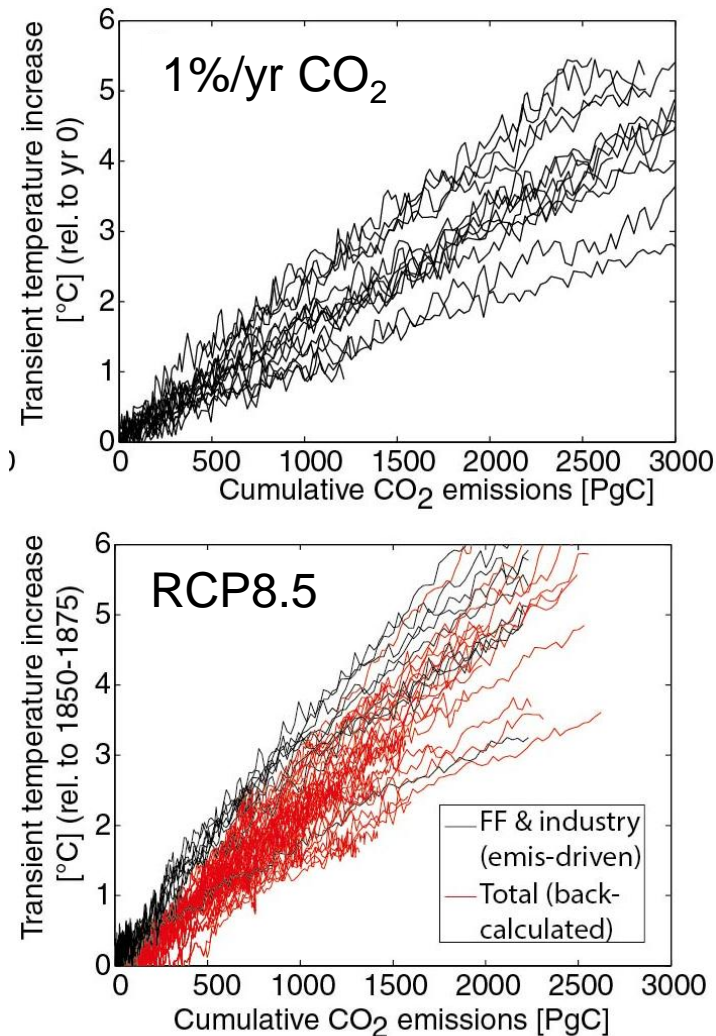 1%/yr CO₂
Transient temperature increase
[°C] (rel. to yr 0)
6
5
4
3
2
1
0
0 500 1000 1500 2000 2500 3000
Cumulative CO₂ emissions [PgC]
RCP8.5
Transient temperature increase
[°C] (rel. to 1850-1875)
6
5
4
3
2
1
0
FF & industry
(emis-driven)
Total (back-
calculated)
0 500 1000 1500 2000 2500 3000
Cumulative CO₂ emissions [PgC]